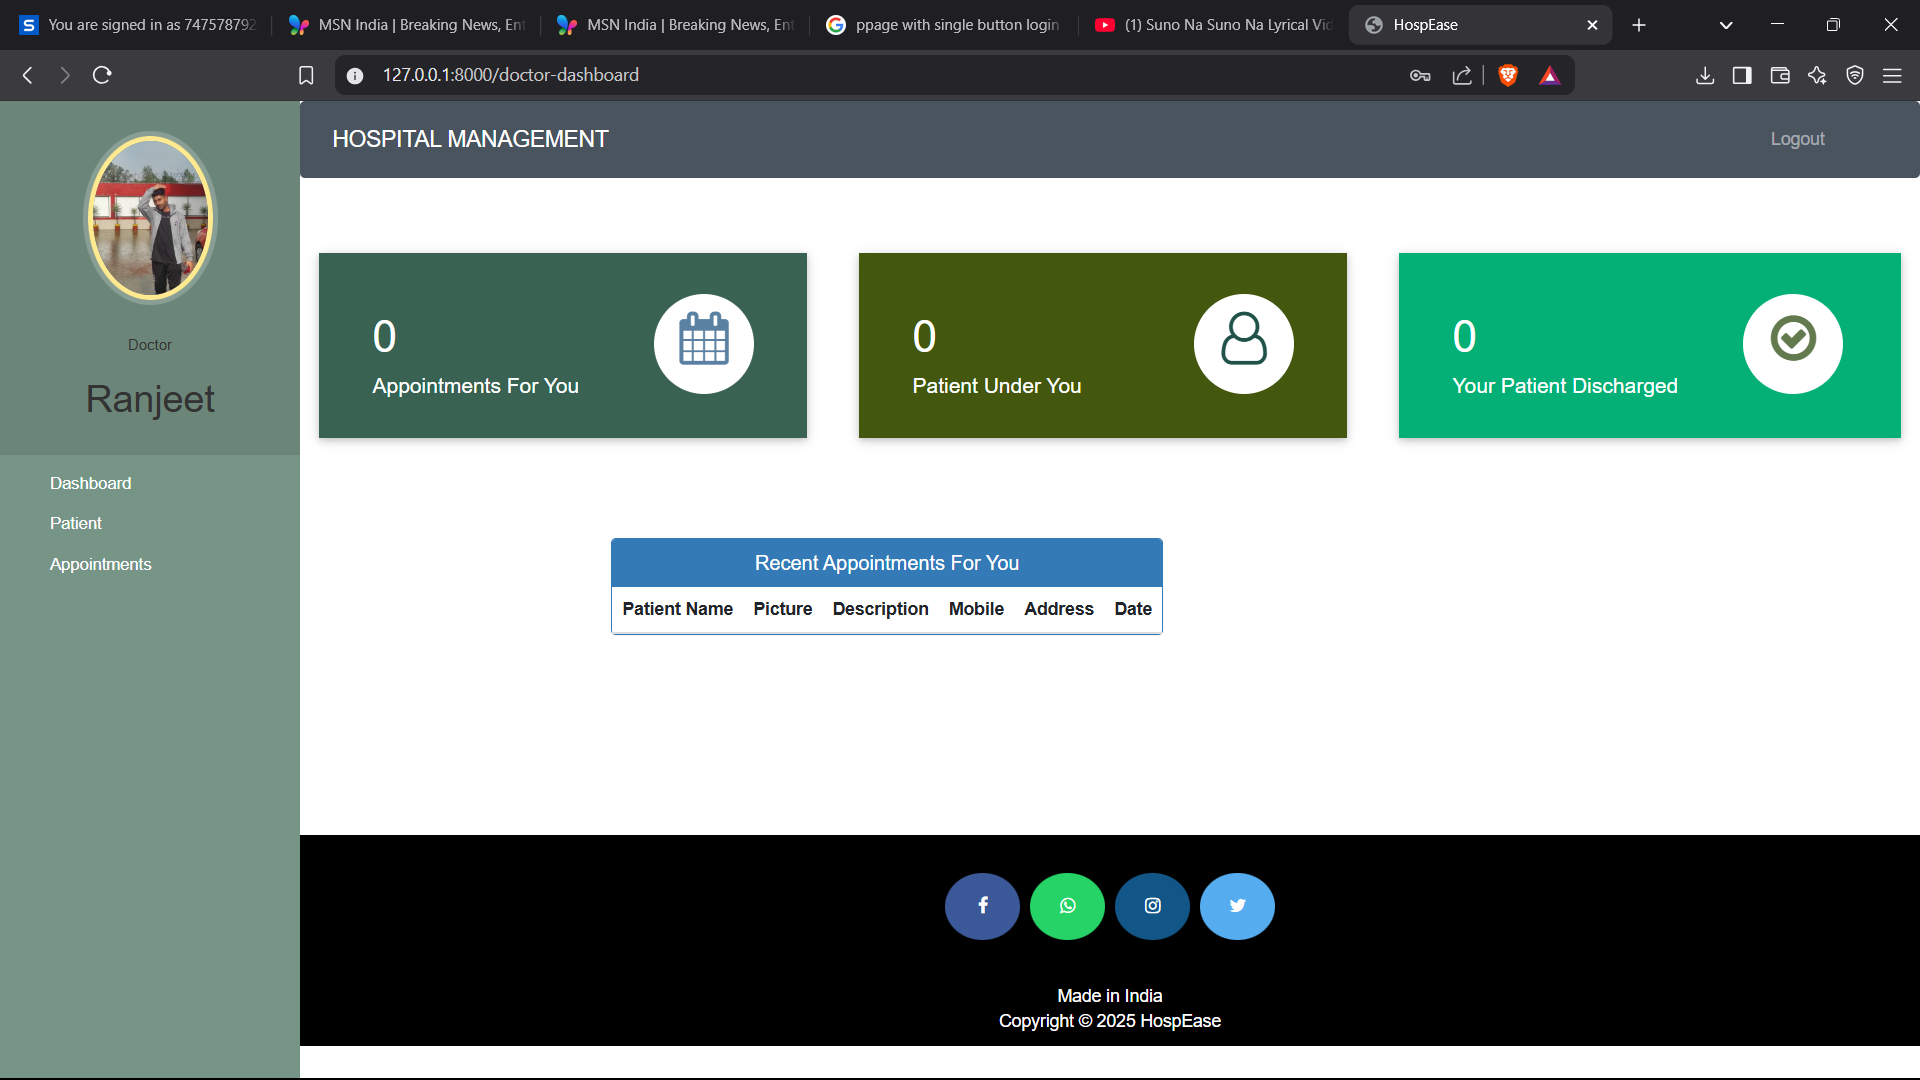 You are signed in as 747578792
MSN India | Breaking News, Ent
MSN India | Breaking News, Ent
ppage with single button login
(1) Suno Na Suno Na Lyrical Vid
HospEase
127.0.0.1:8000/doctor-dashboard
HOSPITAL MANAGEMENT
Logout
Doctor
Ranjeet
Dashboard
Patient
Appointments
0
Appointments For You
0
Patient Under You
0
Your Patient Discharged
Recent Appointments For You
Patient Name Picture Description Mobile Address Date
Made in India
Copyright © 2025 HospEase